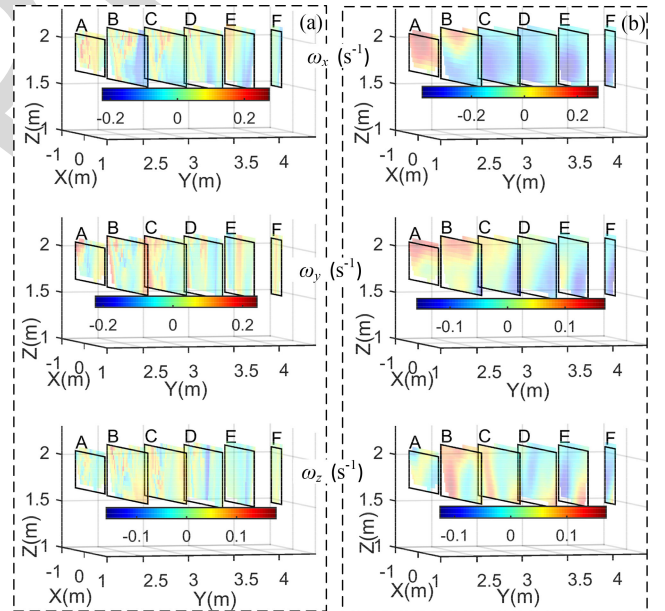 (a)
A B C D E F
2
1.5
1
Z(m)
-0.2 0 0.2
-1 0 1
X(m)
2.5 3 3.5 4
Y(m)
ωx (s-1)
(b)
A B C D E F
2
1.5
1
Z(m)
-0.2 0 0.2
-1 0 1
X(m)
2.5 3 3.5 4
Y(m)
A B C D E F
2
1.5
1
Z(m)
-0.2 0 0.2
-1 0 1
X(m)
2.5 3 3.5 4
Y(m)
ωy (s-1)
A B C D E F
2
1.5
1
Z(m)
-0.1 0 0.1
-1 0 1
X(m)
2.5 3 3.5 4
Y(m)
A B C D E F
2
1.5
1
Z(m)
-0.1 0 0.1
-1 0 1
X(m)
2.5 3 3.5 4
Y(m)
ωz (s-1)
A B C D E F
2
1.5
1
Z(m)
-0.1 0 0.1
-1 0 1
X(m)
2.5 3 3.5 4
Y(m)